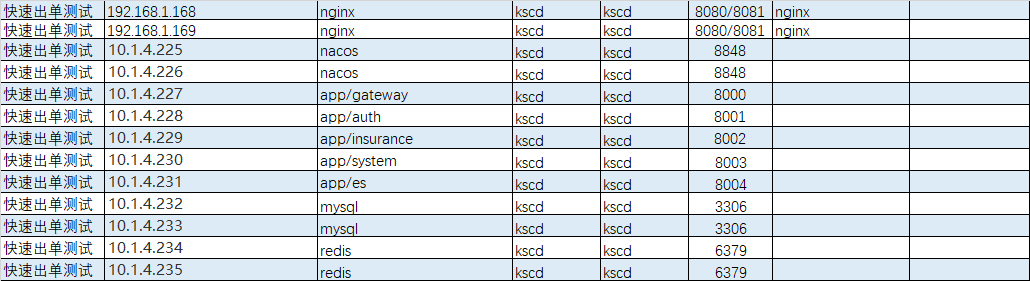 快速出单测试 192.168.1.168 nginx kscd kscd 8080/8081 nginx
快速出单测试 192.168.1.169 nginx kscd kscd 8080/8081 nginx
快速出单测试 10.1.4.225 nacos kscd kscd 8848
快速出单测试 10.1.4.226 nacos kscd kscd 8848
快速出单测试 10.1.4.227 app/gateway kscd kscd 8000
快速出单测试 10.1.4.228 app/auth kscd kscd 8001
快速出单测试 10.1.4.229 app/insurance kscd kscd 8002
快速出单测试 10.1.4.230 app/system kscd kscd 8003
快速出单测试 10.1.4.231 app/es kscd kscd 8004
快速出单测试 10.1.4.232 mysql kscd kscd 3306
快速出单测试 10.1.4.233 mysql kscd kscd 3306
快速出单测试 10.1.4.234 redis kscd kscd 6379
快速出单测试 10.1.4.235 redis kscd kscd 6379